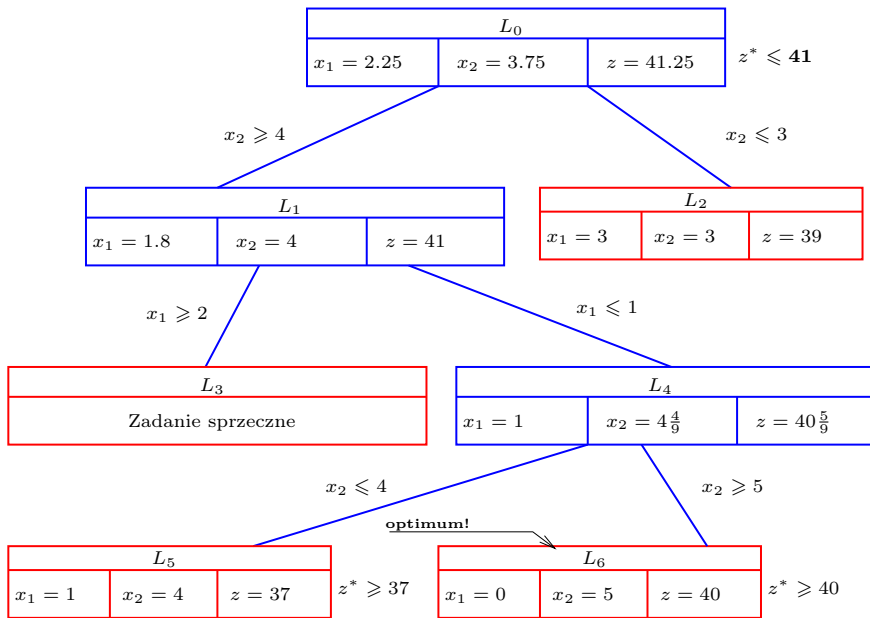 L₀
x₁ = 2.25 x₂ = 3.75 z = 41.25 z* ⩽ 41
x₂ ⩾ 4 x₂ ⩽ 3
L₁ L₂
x₁ = 1.8 x₂ = 4 z = 41 x₁ = 3 x₂ = 3 z = 39
x₁ ⩾ 2 x₁ ⩽ 1
L₃ L₄
Zadanie sprzeczne x₁ = 1 x₂ = 4 4/9 z = 40 5/9
x₂ ⩽ 4 x₂ ⩾ 5
optimum!
L₅ L₆
x₁ = 1 x₂ = 4 z = 37 z* ⩾ 37 x₁ = 0 x₂ = 5 z = 40 z* ⩾ 40